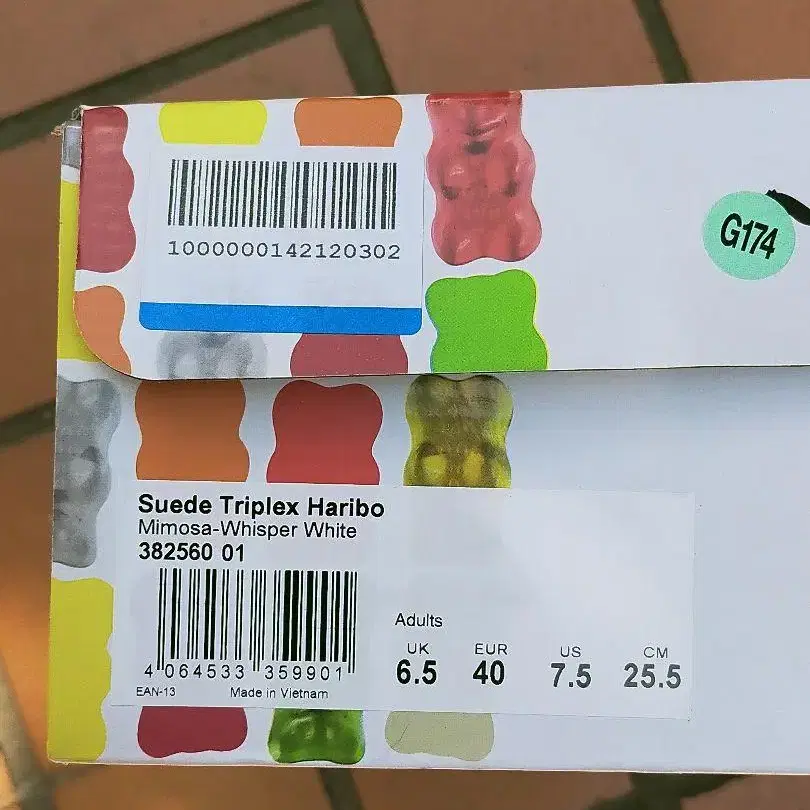 1000000142120302
G174
Suede Triplex Haribo
Mimosa-Whisper White
382560 01
4 064533 359901
EAN-13 Made in Vietnam
Adults
UK EUR US CM
6.5 40 7.5 25.5